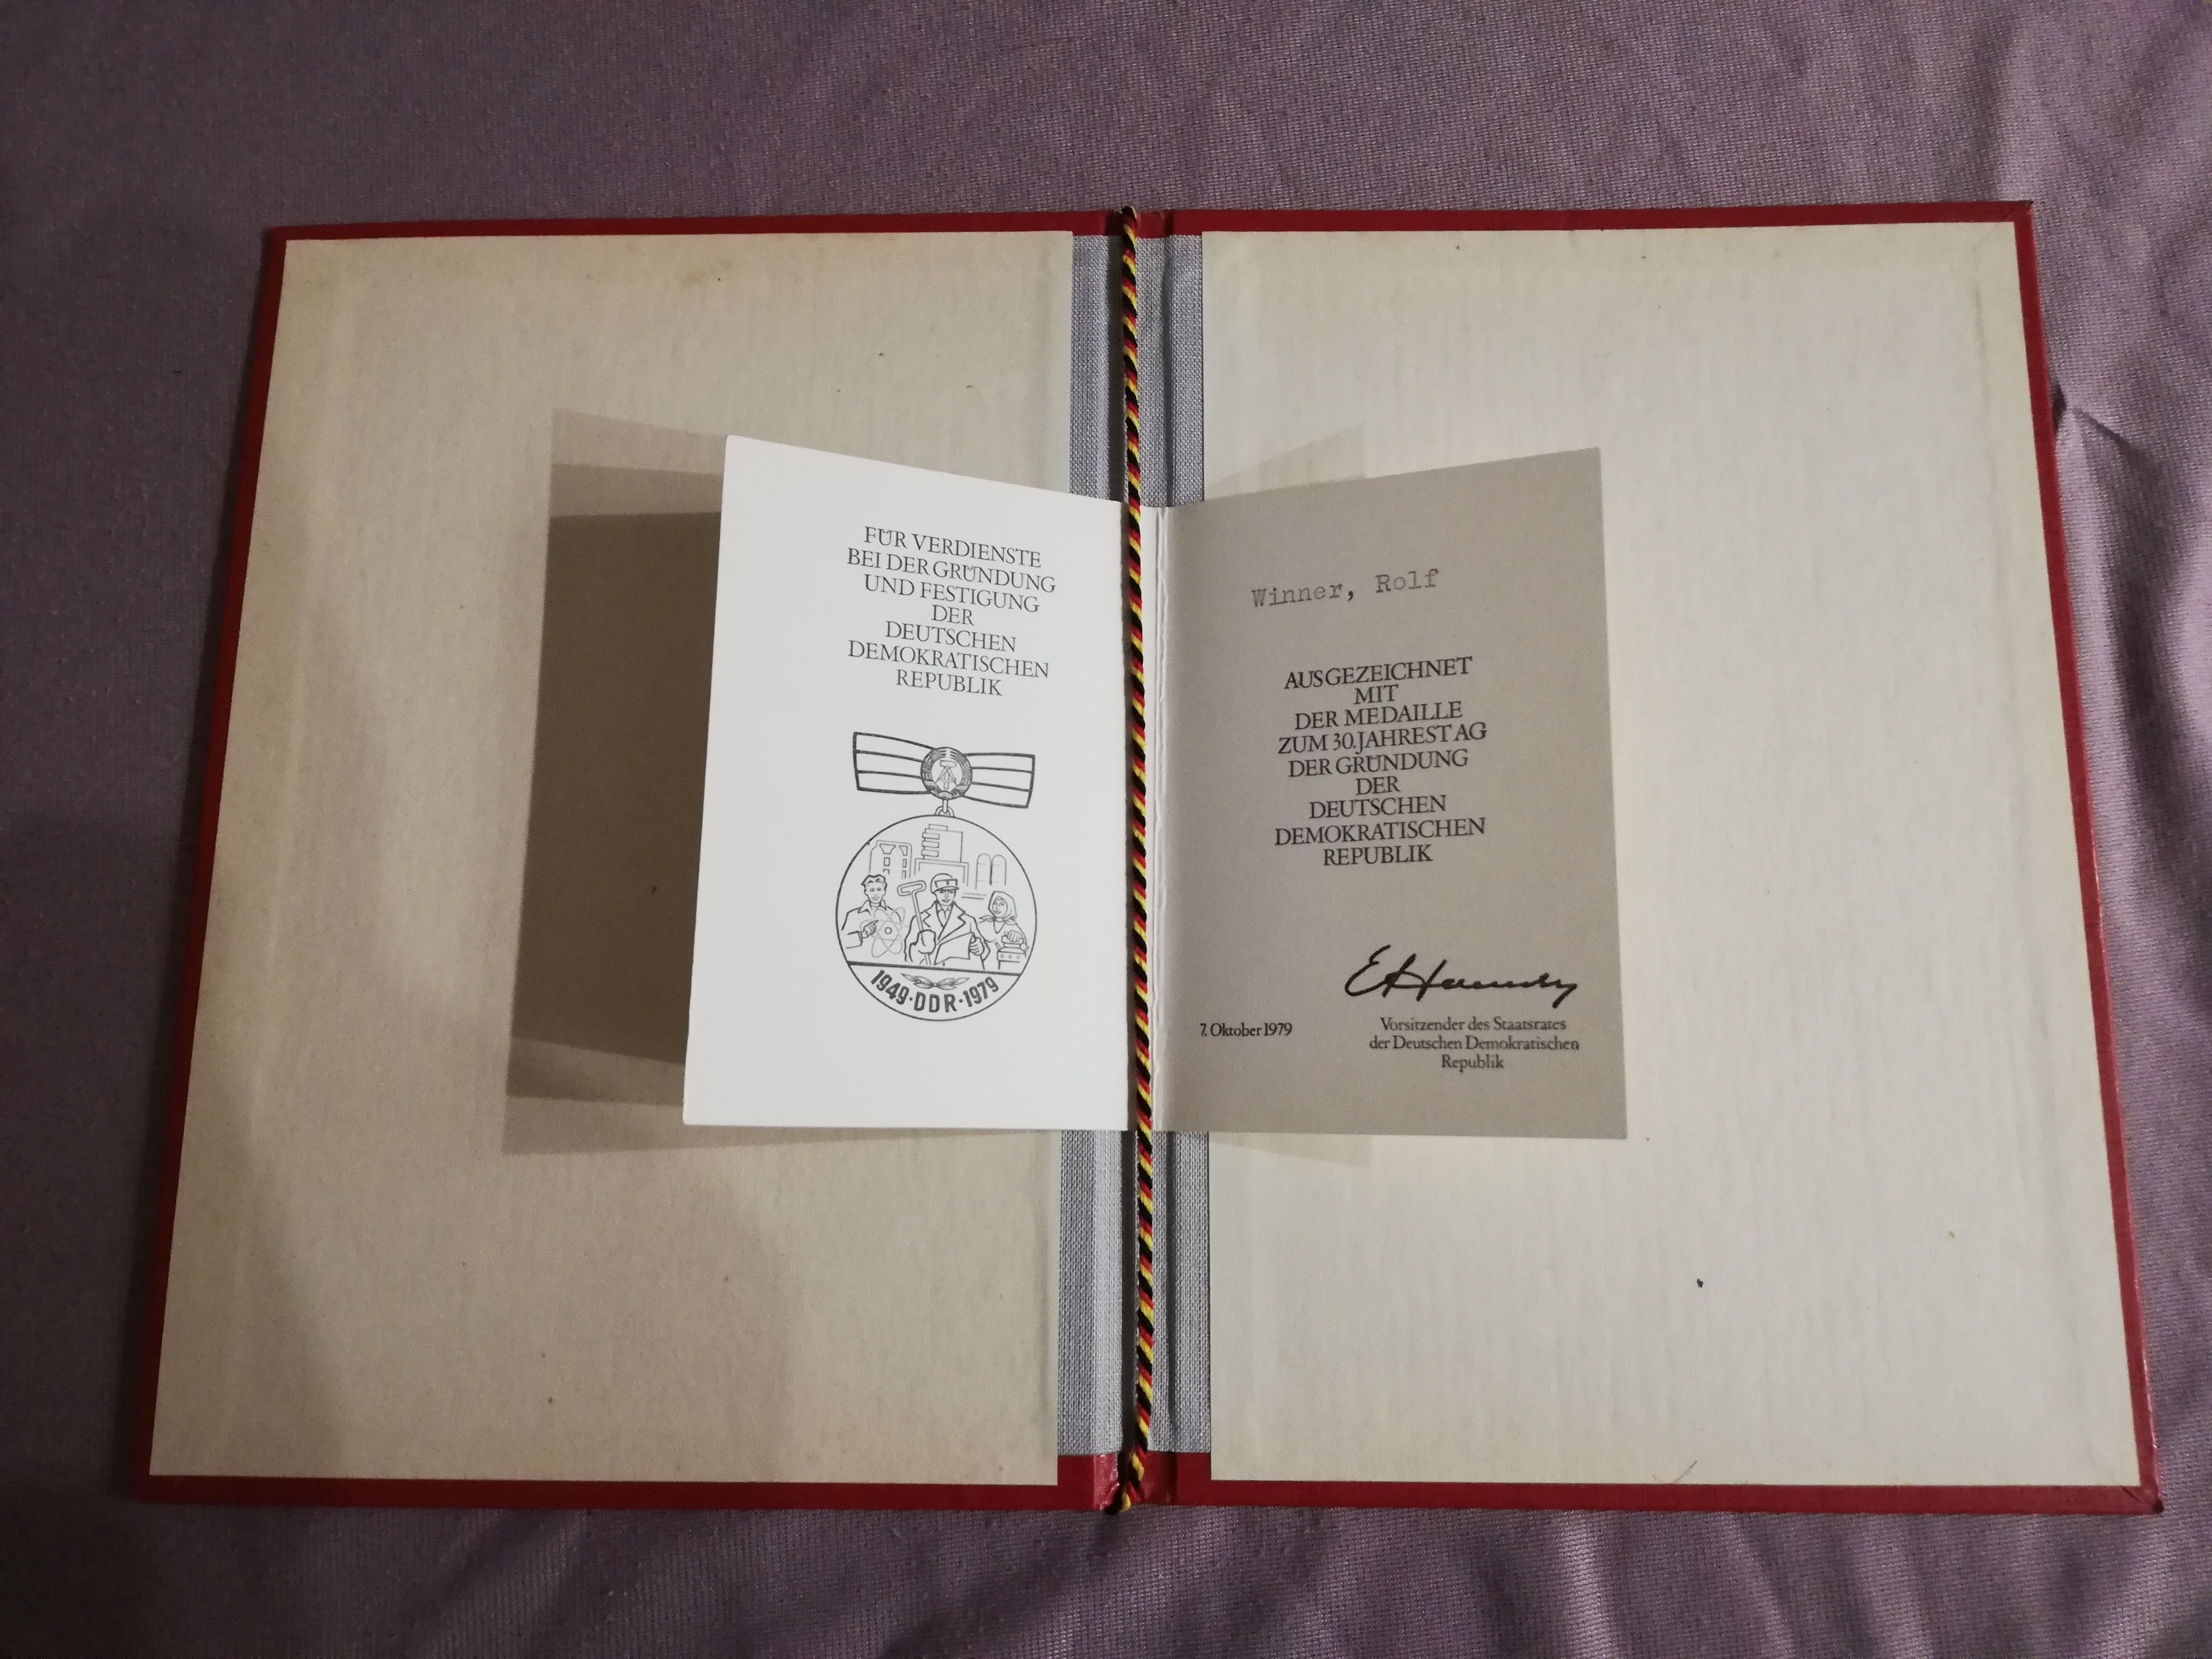 FÜR VERDIENSTE
BEI DER GRÜNDUNG
UND FESTIGUNG
DER
DEUTSCHEN
DEMOKRATISCHEN
REPUBLIK
1949·DDR·1979
Winner, Rolf
AUSGEZEICHNET
MIT
DER MEDAILLE
ZUM 30. JAHRESTAG
DER GRÜNDUNG
DER
DEUTSCHEN
DEMOKRATISCHEN
REPUBLIK
7. Oktober 1979
Vorsitzender des Staatsrates
der Deutschen Demokratischen
Republik